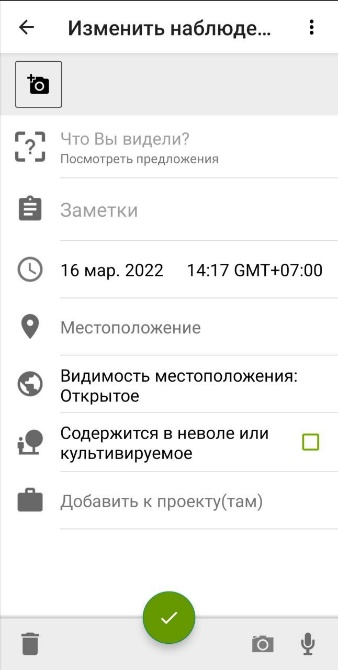 Изменить наблюде...
Что Вы видели?
Посмотреть предложения
Заметки
16 мар. 2022 14:17 GMT+07:00
Местоположение
Видимость местоположения:
Открытое
Содержится в неволе или
культивируемое
Добавить к проекту(там)